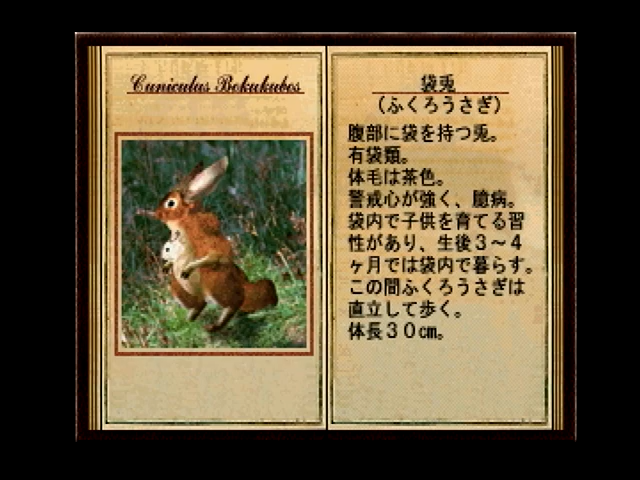 Cuniculus Bokukubos
袋兎
(ふくろうさぎ)
腹部に袋を持つ兎。
有袋類。
体毛は茶色。
警戒心が強く、臆病。
袋内で子供を育てる習
性があり、生後３～４
ヶ月では袋内で暮らす。
この間ふくろうさぎは
直立して歩く。
体長３０㎝。